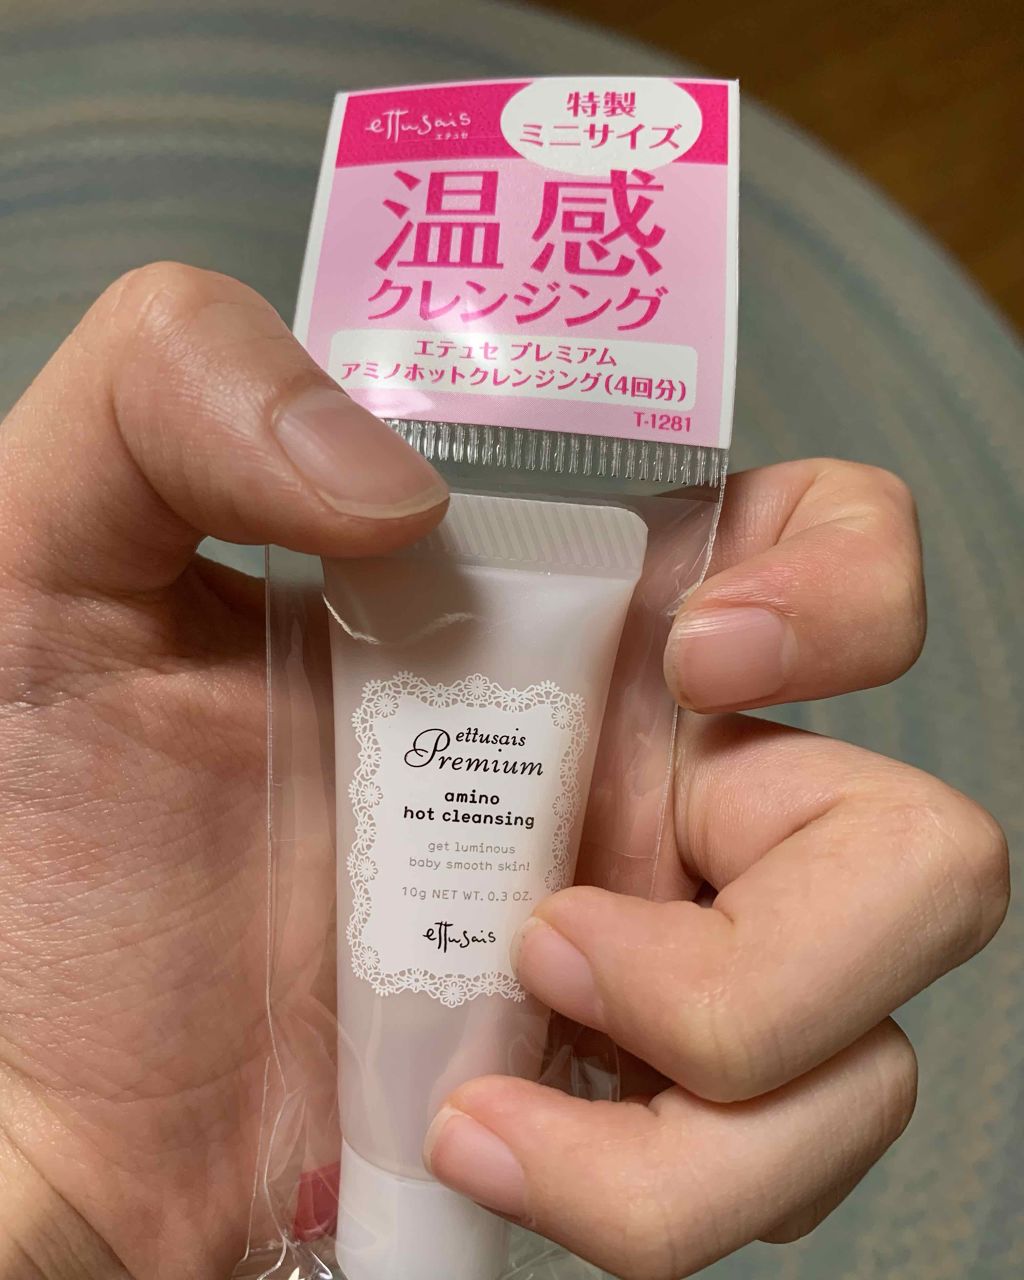 ettusais
エテュセ
特製
ミニサイズ
温感
クレンジング
エテュセ プレミアム
アミノホットクレンジング(4回分)
T-1281
ettusais
Premium
amino
hot cleansing
get luminous
baby smooth skin!
10g NET WT. 0.3 OZ.
ettusais